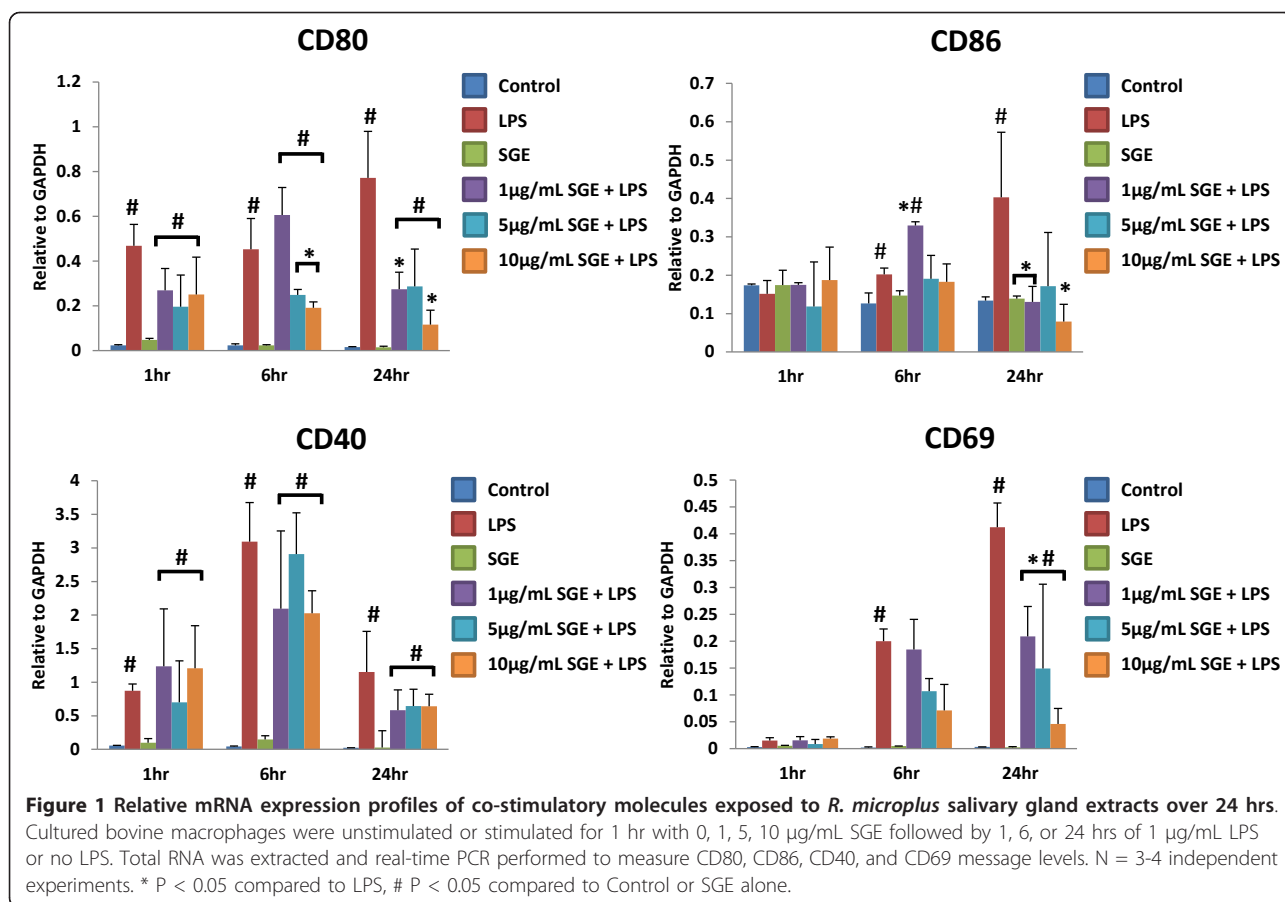 CD80
1.2
1
0.8
0.6
0.4
0.2
0
Relative to GAPDH
# # # # # * # * # *
1hr 6hr 24hr
Control
LPS
SGE
1µg/mL SGE + LPS
5µg/mL SGE + LPS
10µg/mL SGE + LPS
CD86
0.7
0.6
0.5
0.4
0.3
0.2
0.1
0
Relative to GAPDH
# *# # * *
1hr 6hr 24hr
Control
LPS
SGE
1µg/mL SGE + LPS
5µg/mL SGE + LPS
10µg/mL SGE + LPS
CD40
4
3.5
3
2.5
2
1.5
1
0.5
0
Relative to GAPDH
# # # # # #
1hr 6hr 24hr
Control
LPS
SGE
1µg/mL SGE + LPS
5µg/mL SGE + LPS
10µg/mL SGE + LPS
CD69
0.5
0.45
0.4
0.35
0.3
0.25
0.2
0.15
0.1
0.05
0
Relative to GAPDH
# # *#
1hr 6hr 24hr
Control
LPS
SGE
1µg/mL SGE + LPS
5µg/mL SGE + LPS
10µg/mL SGE + LPS
Figure 1 Relative mRNA expression profiles of co-stimulatory molecules exposed to R. microplus salivary gland extracts over 24 hrs.
Cultured bovine macrophages were unstimulated or stimulated for 1 hr with 0, 1, 5, 10 µg/mL SGE followed by 1, 6, or 24 hrs of 1 µg/mL LPS
or no LPS. Total RNA was extracted and real-time PCR performed to measure CD80, CD86, CD40, and CD69 message levels. N = 3-4 independent
experiments. * P < 0.05 compared to LPS, # P < 0.05 compared to Control or SGE alone.